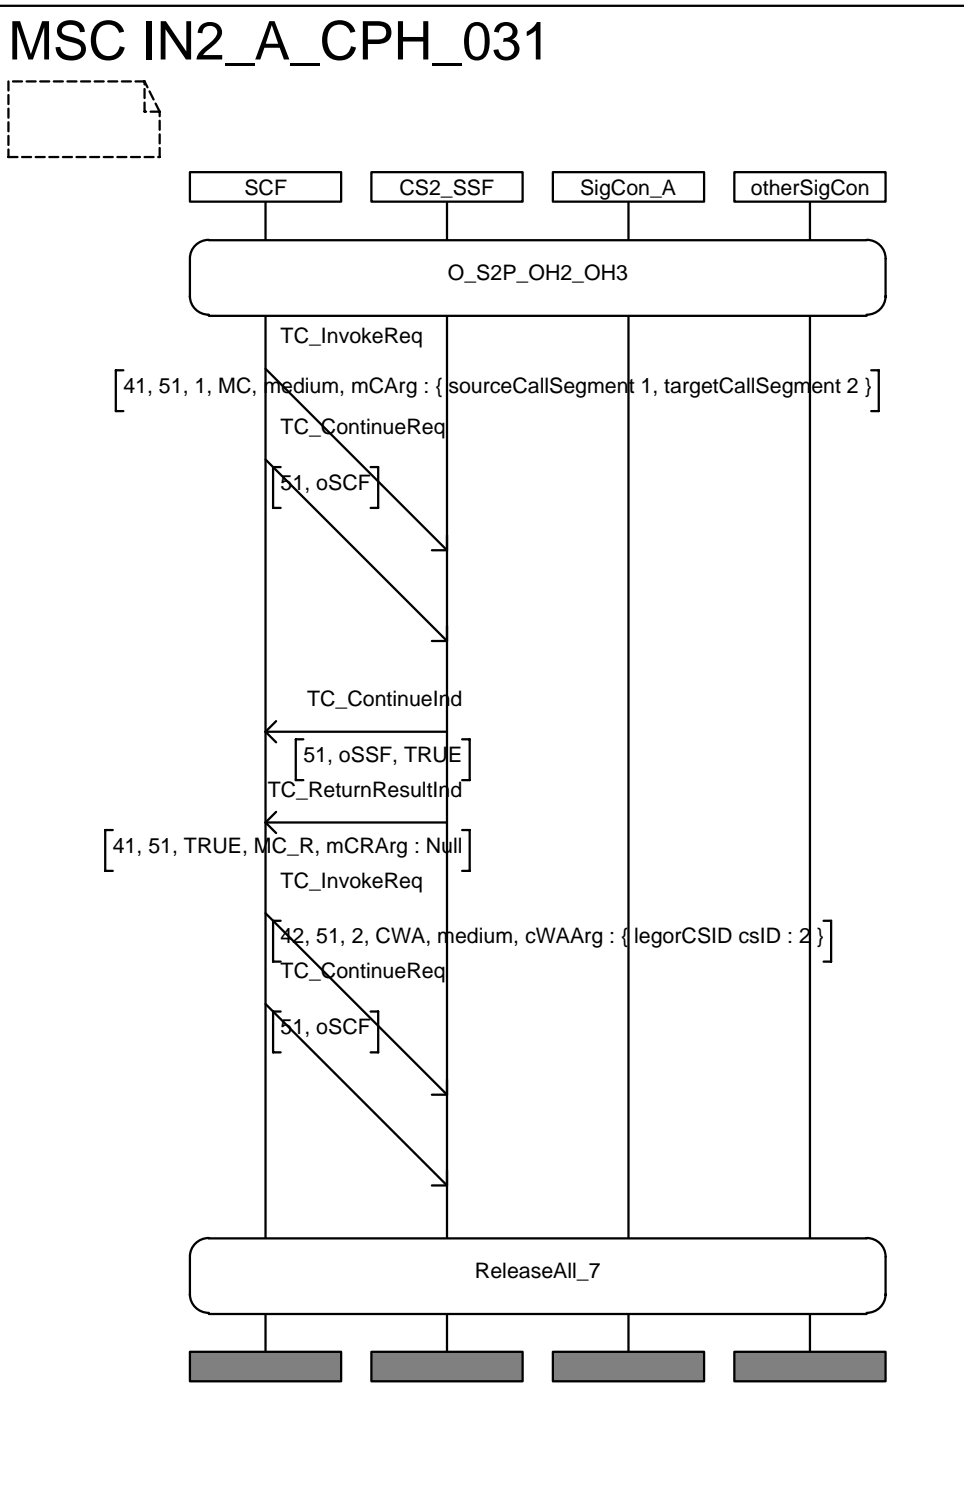 MSC IN2_A_CPH_031
SCF CS2_SSF SigCon_A otherSigCon
O_S2P_OH2_OH3
TC_InvokeReq
[41, 51, 1, MC, medium, mCArg : { sourceCallSegment 1, targetCallSegment 2 }]
TC_ContinueReq
[51, oSCF]
TC_ContinueInd
[51, oSSF, TRUE]
TC_ReturnResultInd
[41, 51, TRUE, MC_R, mCRArg : Null]
TC_InvokeReq
[42, 51, 2, CWA, medium, cWAArg : { legorCSID csID : 2 }]
TC_ContinueReq
[51, oSCF]
ReleaseAll_7